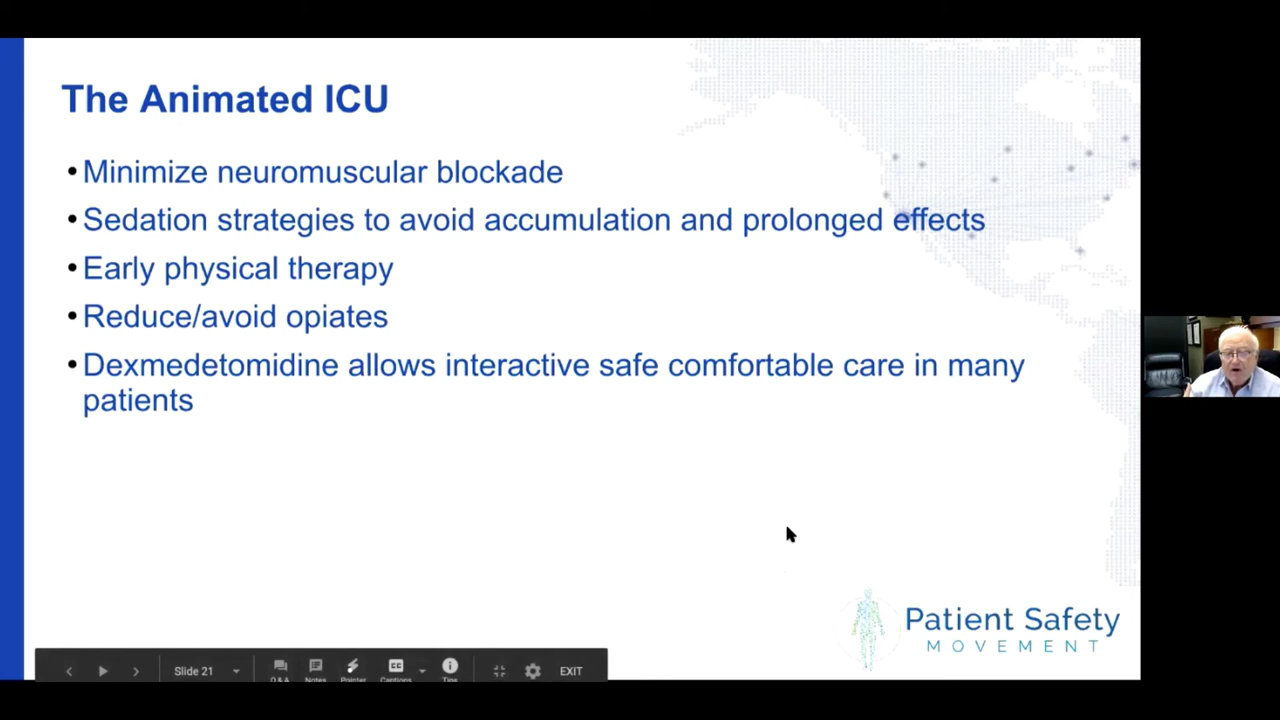 The Animated ICU
•Minimize neuromuscular blockade
•Sedation strategies to avoid accumulation and prolonged effects
•Early physical therapy
•Reduce/avoid opiates
•Dexmedetomidine allows interactive safe comfortable care in many
patients
Patient Safety
MOVEMENT
Slide 21
Q&A Notes Pointer Captions Tips EXIT